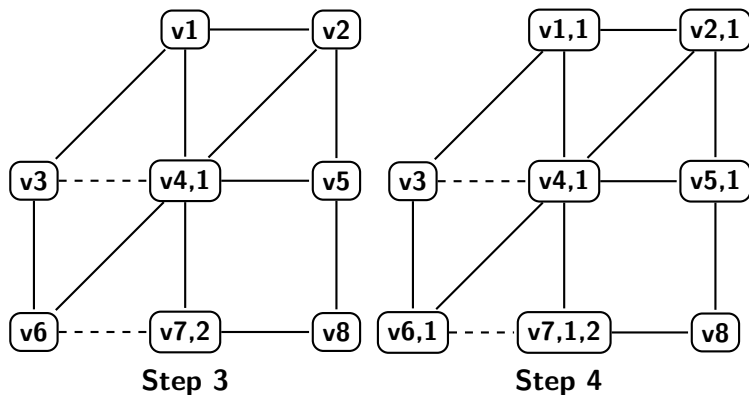 v1 v2
v3 v4,1 v5
v6 v7,2 v8
Step 3
v1,1 v2,1
v3 v4,1 v5,1
v6,1 v7,1,2 v8
Step 4